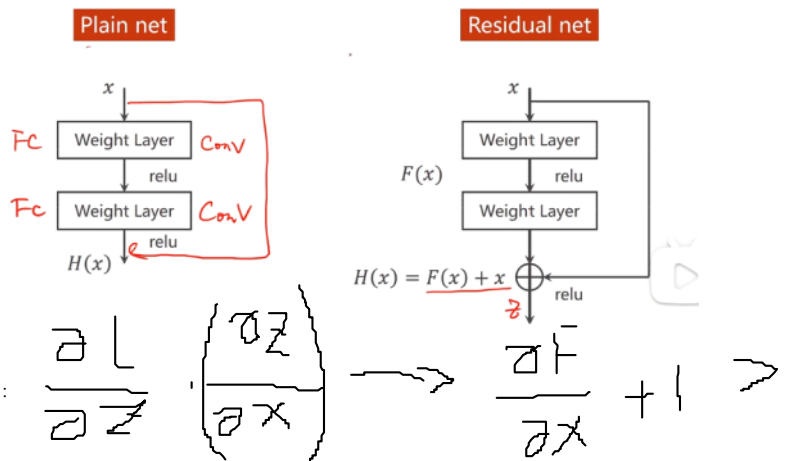 Plain net
x
FC Weight Layer Conv
relu
Fc Weight Layer Conv
relu
H(x)
Residual net
x
Weight Layer
F(x) relu
Weight Layer
H(x) = F(x) + x
z relu
: ∂L/∂z · (∂z/∂x) → ∂F/∂x + 1 >